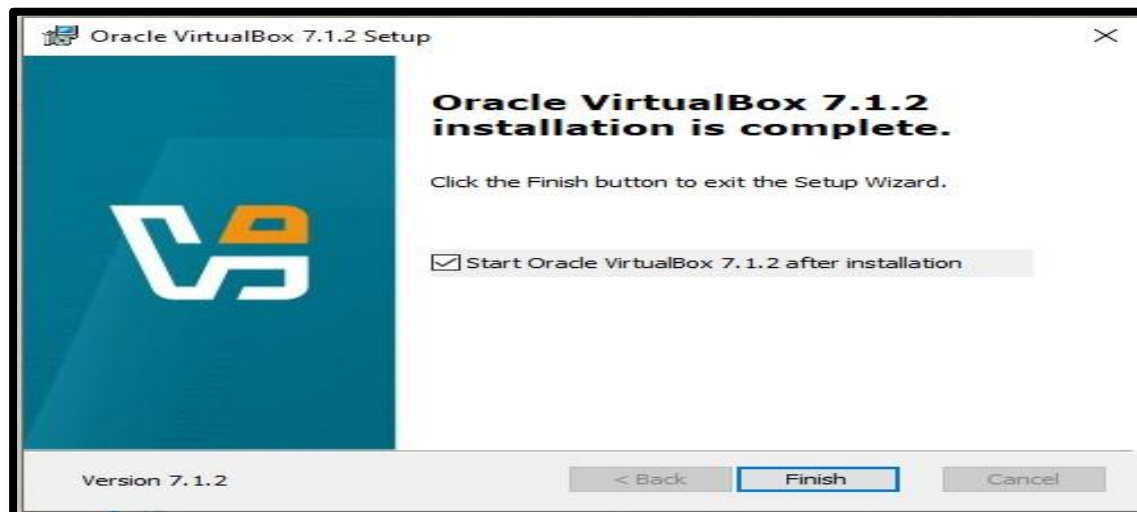 Oracle VirtualBox 7.1.2 Setup
Oracle VirtualBox 7.1.2
installation is complete.
Click the Finish button to exit the Setup Wizard.
Start Oracle VirtualBox 7.1.2 after installation
Version 7.1.2
< Back
Finish
Cancel